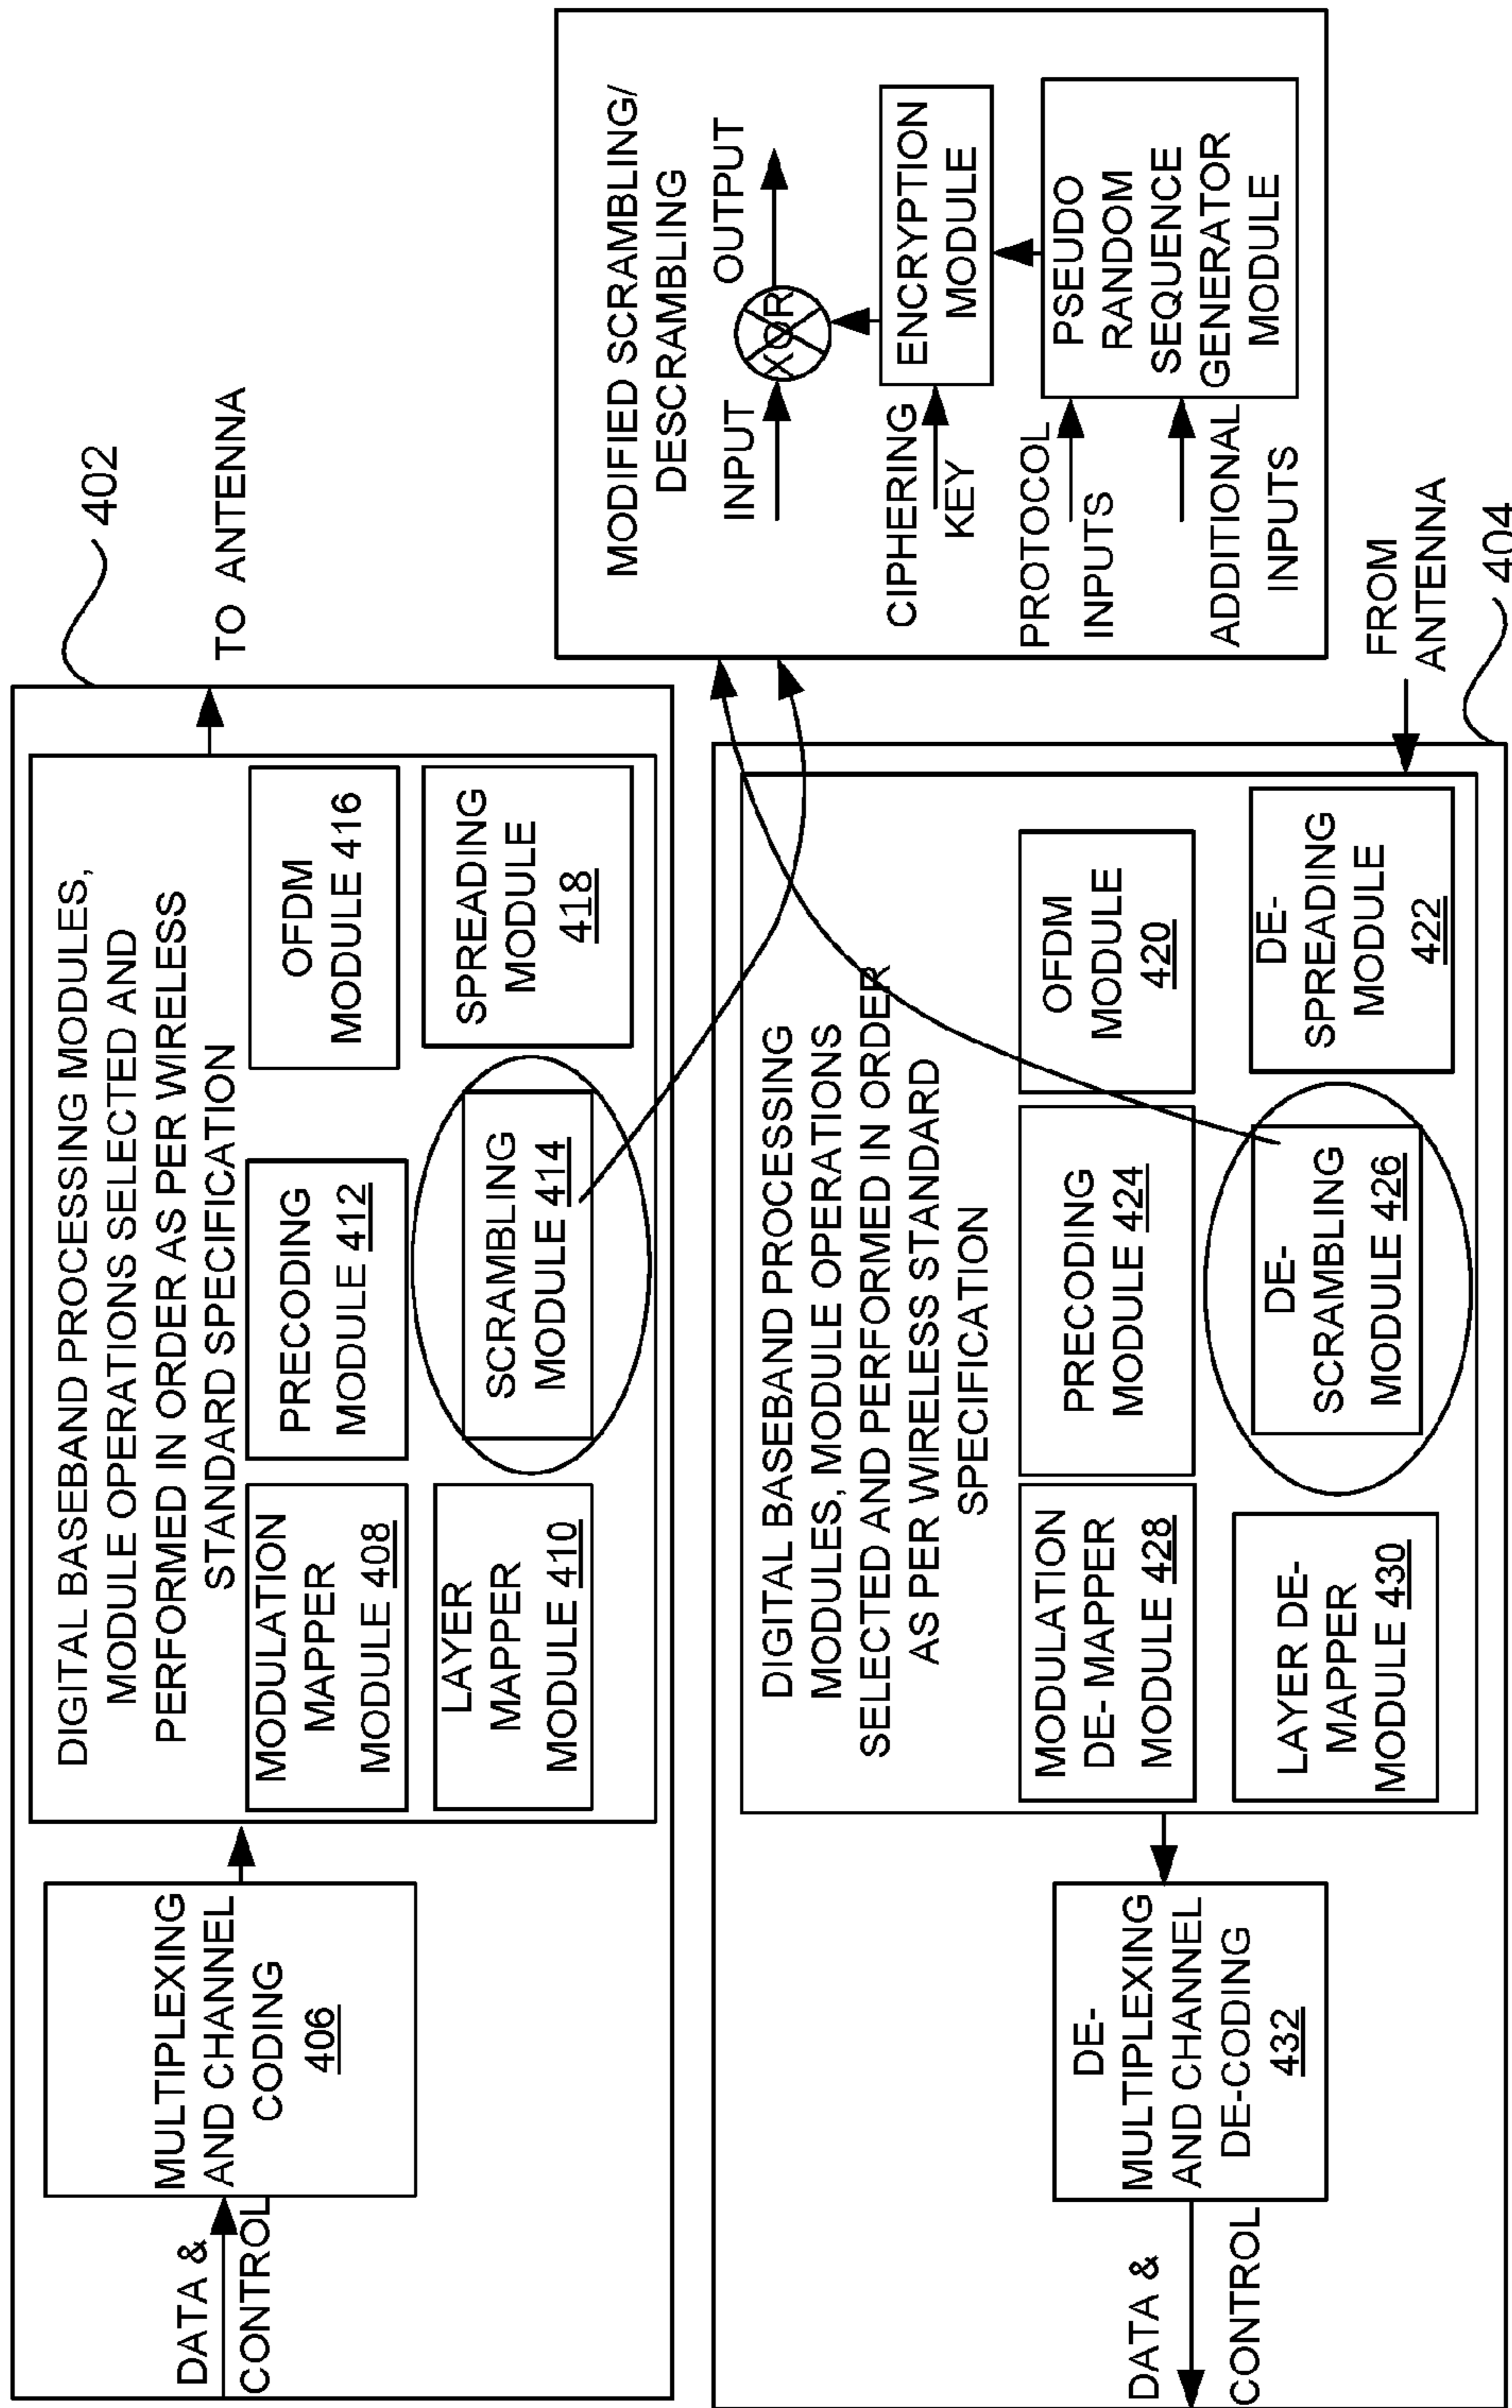 402
DATA &
CONTROL
MULTIPLEXING
AND CHANNEL
CODING
406
DIGITAL BASEBAND PROCESSING MODULES,
MODULE OPERATIONS SELECTED AND
PERFORMED IN ORDER AS PER WIRELESS
STANDARD SPECIFICATION
MODULATION
MAPPER
MODULE 408
PRECODING
MODULE 412
OFDM
MODULE 416
LAYER
MAPPER
MODULE 410
SCRAMBLING
MODULE 414
SPREADING
MODULE
418
TO ANTENNA
MODIFIED SCRAMBLING/
DESCRAMBLING
INPUT
OUTPUT
XOR
CIPHERING
KEY
ENCRYPTION
MODULE
PROTOCOL
INPUTS
ADDITIONAL
INPUTS
PSEUDO
RANDOM
SEQUENCE
GENERATOR
MODULE
DATA &
CONTROL
DE-
MULTIPLEXING
AND CHANNEL
DE-CODING
432
DIGITAL BASEBAND PROCESSING
MODULES, MODULE OPERATIONS
SELECTED AND PERFORMED IN ORDER
AS PER WIRELESS STANDARD
SPECIFICATION
MODULATION
DE- MAPPER
MODULE 428
PRECODING
MODULE 424
OFDM
MODULE
420
LAYER DE-
MAPPER
MODULE 430
DE-
SCRAMBLING
MODULE 426
DE-
SPREADING
MODULE
422
FROM
ANTENNA
404